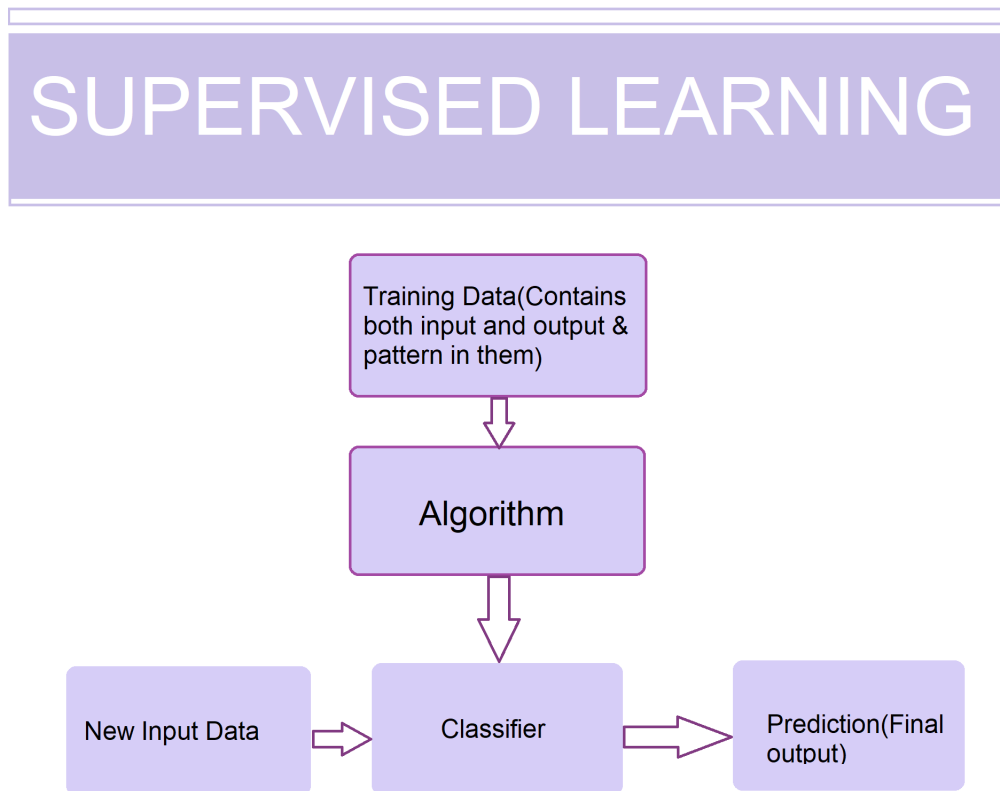 SUPERVISED LEARNING
Training Data(Contains
both input and output &
pattern in them)
Algorithm
New Input Data
Classifier
Prediction(Final
output)